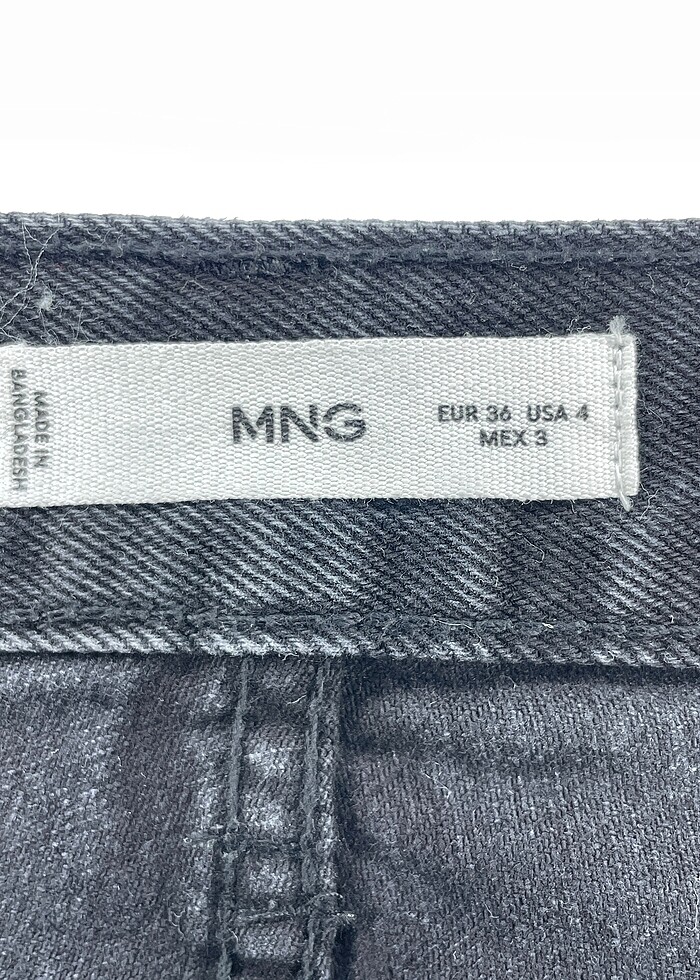 MADE IN
BANGLADESH
MNG
EUR 36 USA 4
MEX 3